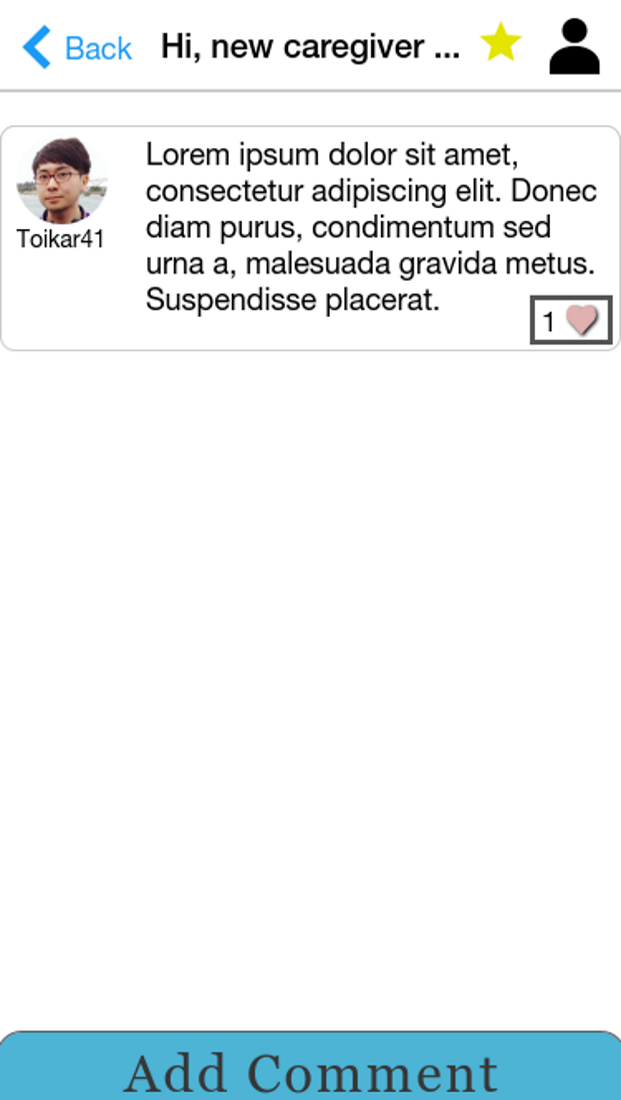 Back
Hi, new caregiver ...
Lorem ipsum dolor sit amet,
consectetur adipiscing elit. Donec
diam purus, condimentum sed
urna a, malesuada gravida metus.
Suspendisse placerat.
Toikar41
1
Add Comment